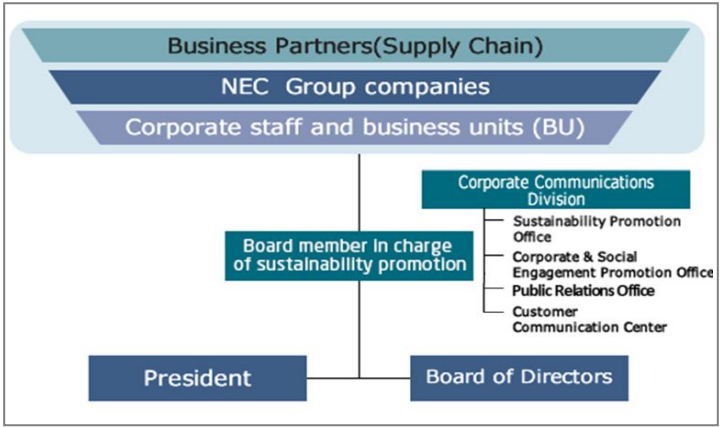 Business Partners(Supply Chain)
NEC Group companies
Corporate staff and business units (BU)
Corporate Communications
Division
Sustainability Promotion
Office
Corporate & Social
Engagement Promotion Office
Public Relations Office
Customer
Communication Center
Board member in charge
of sustainability promotion
President
Board of Directors